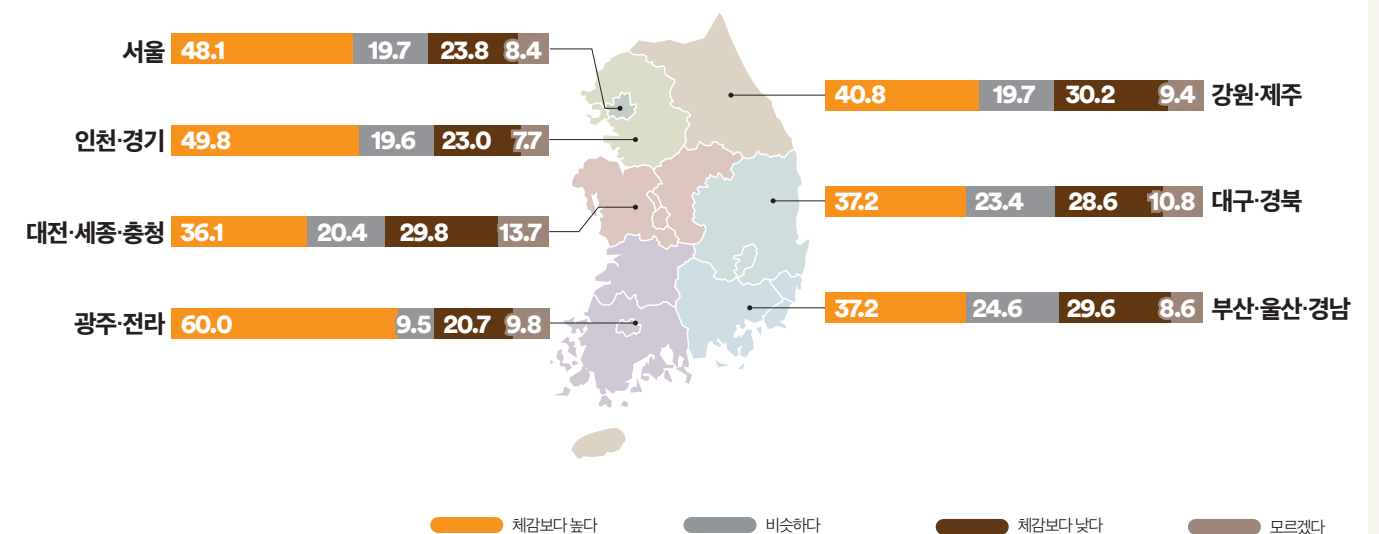 서울 48.1 19.7 23.8 8.4
인천·경기 49.8 19.6 23.0 7.7
대전·세종·충청 36.1 20.4 29.8 13.7
광주·전라 60.0 9.5 20.7 9.8
40.8 19.7 30.2 9.4 강원·제주
37.2 23.4 28.6 10.8 대구·경북
37.2 24.6 29.6 8.6 부산·울산·경남
체감보다 높다 비슷하다 체감보다 낮다 모르겠다